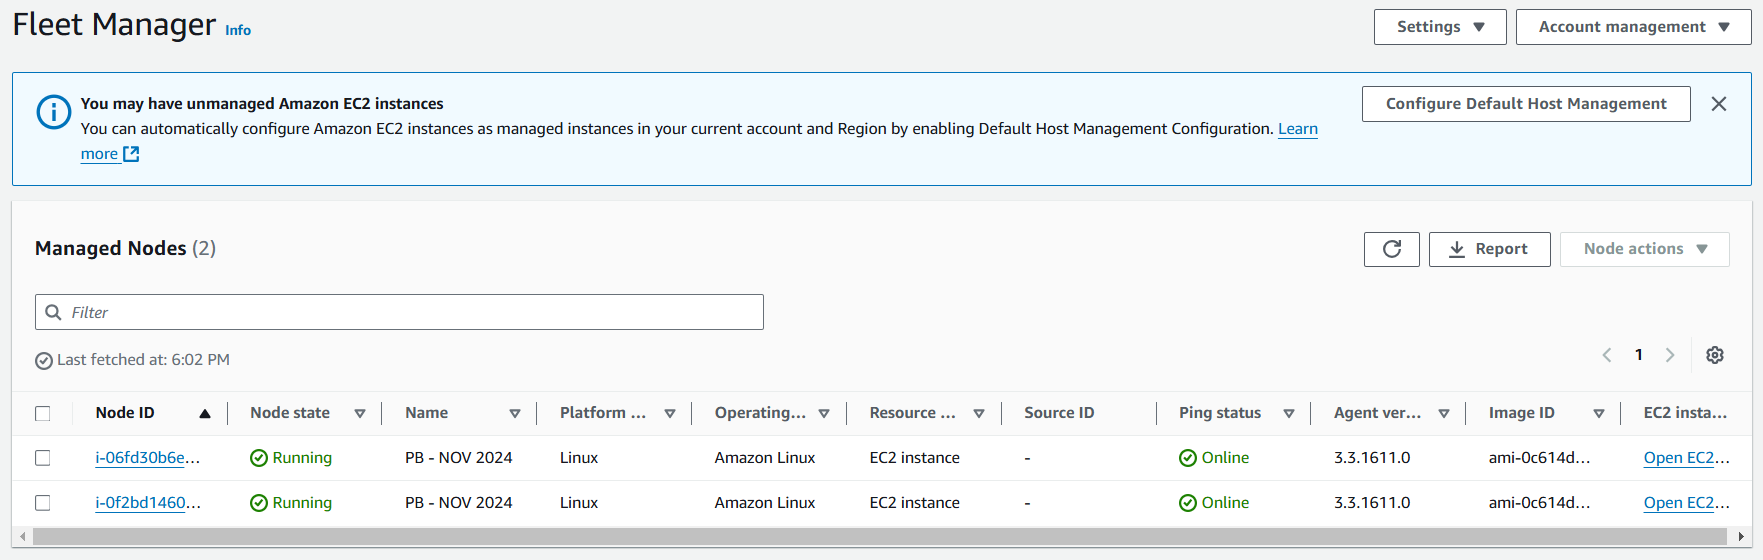 Fleet Manager Info
Settings
Account management
You may have unmanaged Amazon EC2 instances
You can automatically configure Amazon EC2 instances as managed instances in your current account and Region by enabling Default Host Management Configuration. Learn
more
Configure Default Host Management
Managed Nodes (2)
Report
Node actions
Filter
Last fetched at: 6:02 PM
1
Node ID Node state Name Platform ... Operating... Resource ... Source ID Ping status Agent ver... Image ID EC2 insta...
i-06fd30b6e... Running PB - NOV 2024 Linux Amazon Linux EC2 instance - Online 3.3.1611.0 ami-0c614d... Open EC2...
i-0f2bd1460... Running PB - NOV 2024 Linux Amazon Linux EC2 instance - Online 3.3.1611.0 ami-0c614d... Open EC2...